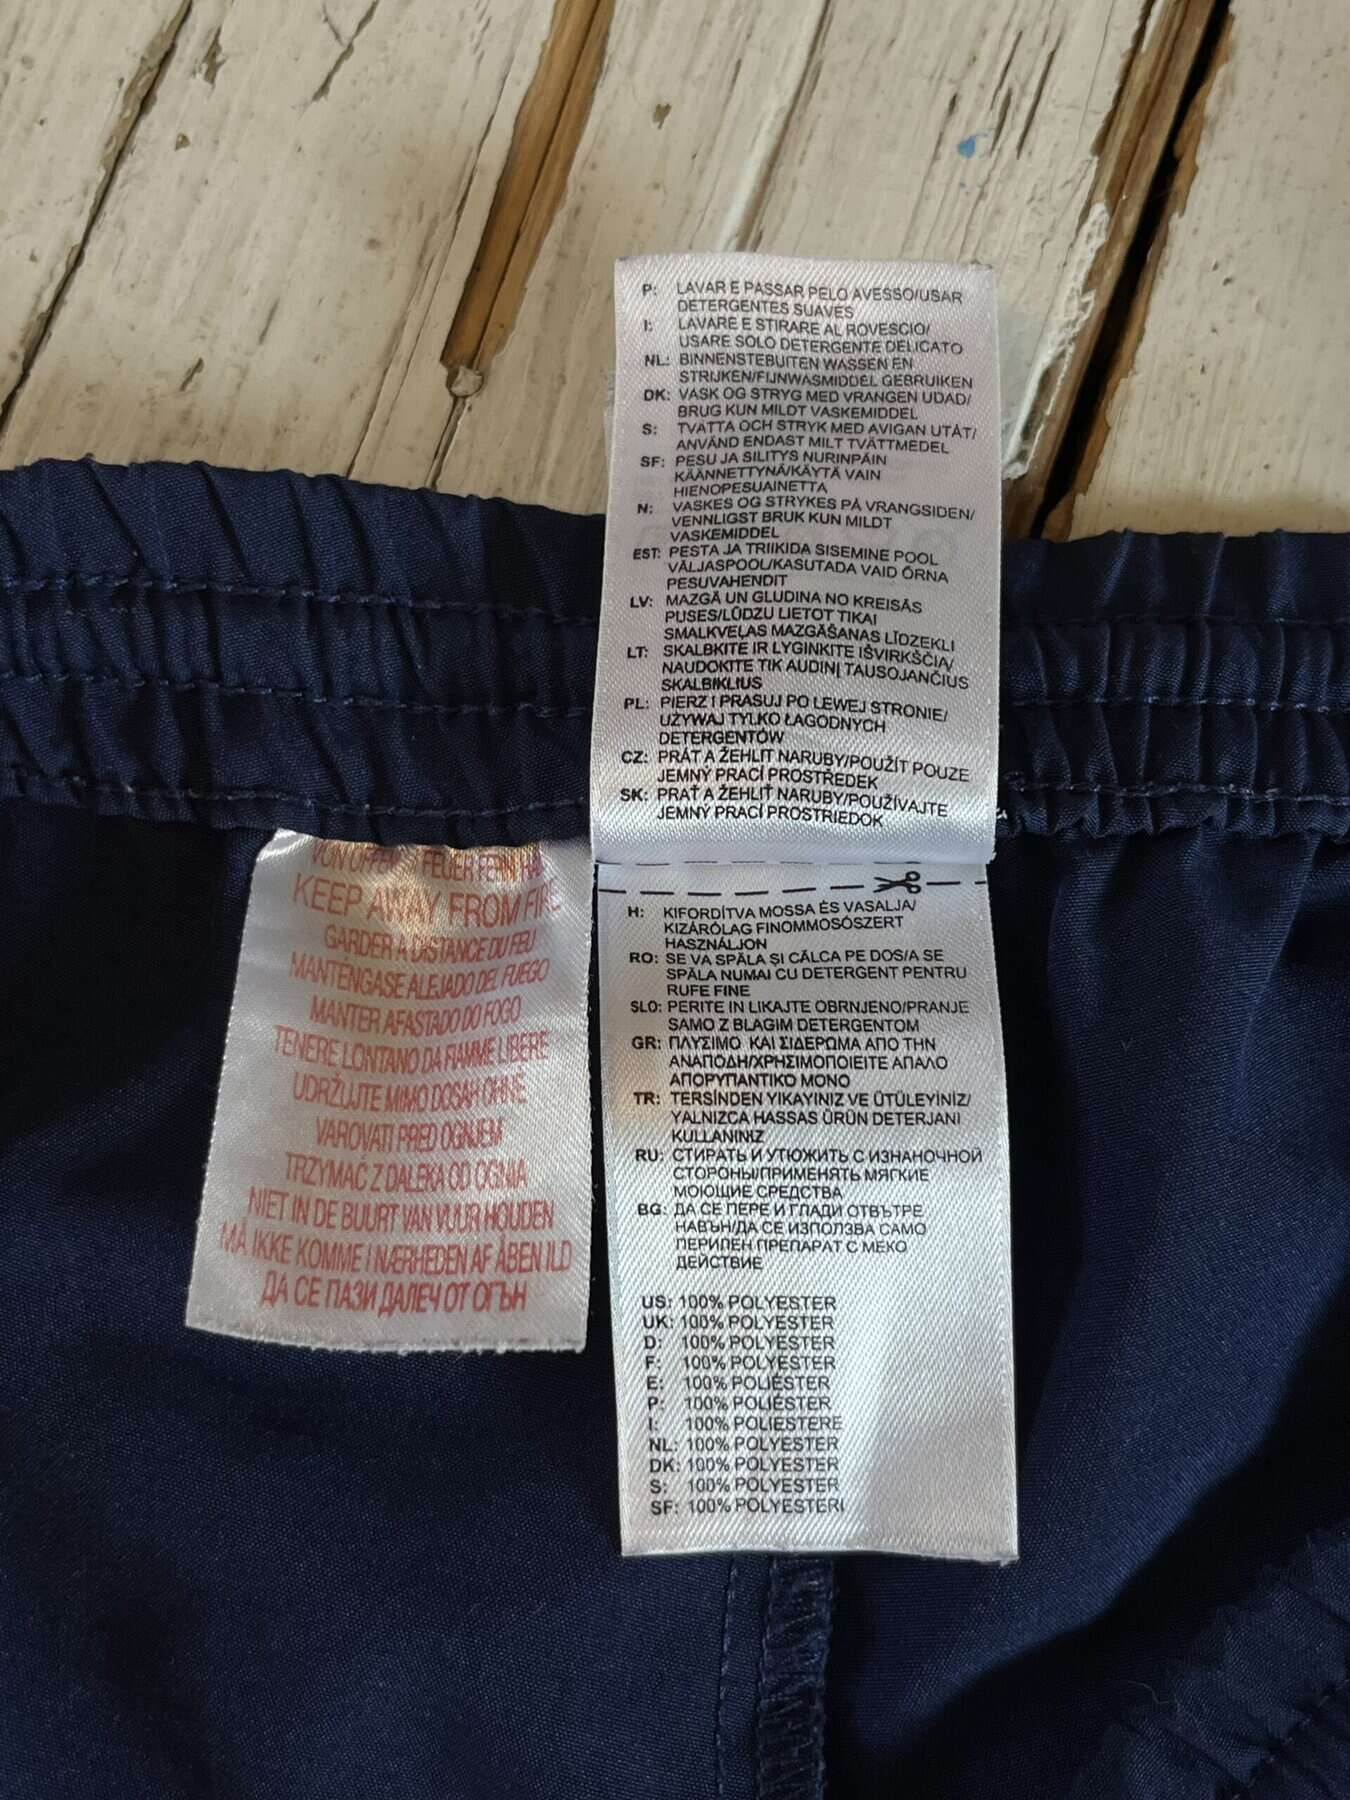 P: LAVAR E PASSAR PELO AVESSO/USAR
DETERGENTES SUAVES
I: LAVARE E STIRARE AL ROVESCIO/
USARE SOLO DETERGENTE DELICATO
NL: BINNENSTEBUITEN WASSEN EN
STRIJKEN/FIJNWASMIDDEL GEBRUIKEN
DK: VASK OG STRYG MED VRANGEN UDAD/
BRUG KUN MILDT VASKEMIDDEL
S: TVÄTTA OCH STRYK MED AVIGAN UTÅT/
ANVÄND ENDAST MILT TVÄTTMEDEL
SF: PESU JA SILITYS NURINPÄIN
KÄÄNNETTYNÄ/KÄYTÄ VAIN
HIENOPESUAINETTA
N: VASKES OG STRYKES PÅ VRANGSIDEN/
VENNLIGST BRUK KUN MILDT
VASKEMIDDEL
EST: PESTA JA TRIIKIDA SISEMINE POOL
VÄLJASPOOL/KASUTADA VAID ÕRNA
PESUVAHENDIT
LV: MAZGĀ UN GLUDINA NO KREISĀS
PUSES/LŪDZU LIETOT TIKAI
SMALKVEĻAS MAZGĀŠANAS LĪDZEKLI
LT: SKALBKITE IR LYGINKITE IŠVIRKŠČIĄ/
NAUDOKITE TIK AUDINĮ TAUSOJANČIUS
SKALBIKLIUS
PL: PIERZ I PRASUJ PO LEWEJ STRONIE/
UŻYWAJ TYLKO ŁAGODNYCH
DETERGENTÓW
CZ: PRÁT A ŽEHLIT NARUBY/POUŽÍT POUZE
JEMNÝ PRACÍ PROSTŘEDEK
SK: PRAŤ A ŽEHLIŤ NARUBY/POUŽÍVAJTE
JEMNÝ PRACÍ PROSTRIEDOK
H: KIFORDÍTVA MOSSA ÉS VASALJA/
KIZÁRÓLAG FINOMMOSÓSZERT
HASZNÁLJON
RO: SE VA SPĂLA ȘI CĂLCA PE DOS/A SE
SPĂLA NUMAI CU DETERGENT PENTRU
RUFE FINE
SLO: PERITE IN LIKAJTE OBRNJENO/PRANJE
SAMO Z BLAGIM DETERGENTOM
GR: ΠΛΥΣΙΜΟ ΚΑΙ ΣΙΔΕΡΩΜΑ ΑΠΟ ΤΗΝ
ΑΝΑΠΟΔΗ/ΧΡΗΣΙΜΟΠΟΙΕΙΤΕ ΑΠΑΛΟ
ΑΠΟΡΥΠΑΝΤΙΚΟ ΜΟΝΟ
TR: TERSİNDEN YIKAYINIZ VE ÜTÜLEYİNİZ/
YALNIZCA HASSAS ÜRÜN DETERJANI
KULLANINIZ
RU: СТИРАТЬ И УТЮЖИТЬ С ИЗНАНОЧНОЙ
СТОРОНЫ/ПРИМЕНЯТЬ МЯГКИЕ
МОЮЩИЕ СРЕДСТВА
BG: ДА СЕ ПЕРЕ И ГЛАДИ ОТВЪТРЕ
НАВЪН/ДА СЕ ИЗПОЛЗВА САМО
ПЕРИЛЕН ПРЕПАРАТ С МЕКО
ДЕЙСТВИЕ
US: 100% POLYESTER
UK: 100% POLYESTER
D: 100% POLYESTER
F: 100% POLYESTER
E: 100% POLIÉSTER
P: 100% POLIÉSTER
I: 100% POLIESTERE
NL: 100% POLYESTER
DK: 100% POLYESTER
S: 100% POLYESTER
SF: 100% POLYESTERI
VON OFFENEM FEUER FERN
KEEP AWAY FROM FIRE
GARDER A DISTANCE DU FEU
MANTÉNGASE ALEJADO DEL FUEGO
MANTER AFASTADO DO FOGO
TENERE LONTANO DA FIAMME LIBERE
UDRŽUJTE MIMO DOSAH OHNĚ
VAROVATI PRED OGNJEM
TRZYMAĆ Z DALEKA OD OGNIA
NIET IN DE BUURT VAN VUUR HOUDEN
MÅ IKKE KOMME I NÆRHEDEN AF ÅBEN ILD
ДА СЕ ПАЗИ ДАЛЕЧ ОТ ОГЪН